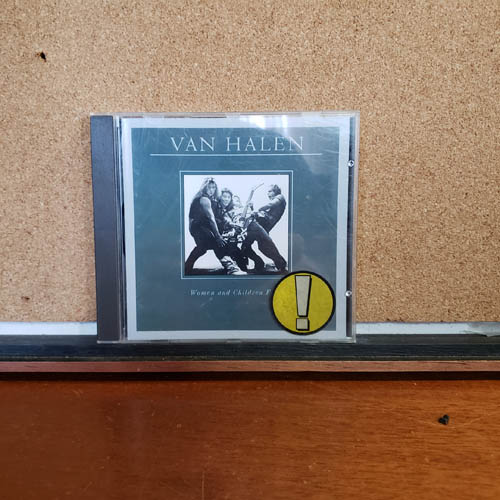 VAN HALEN
Women and Children F
!